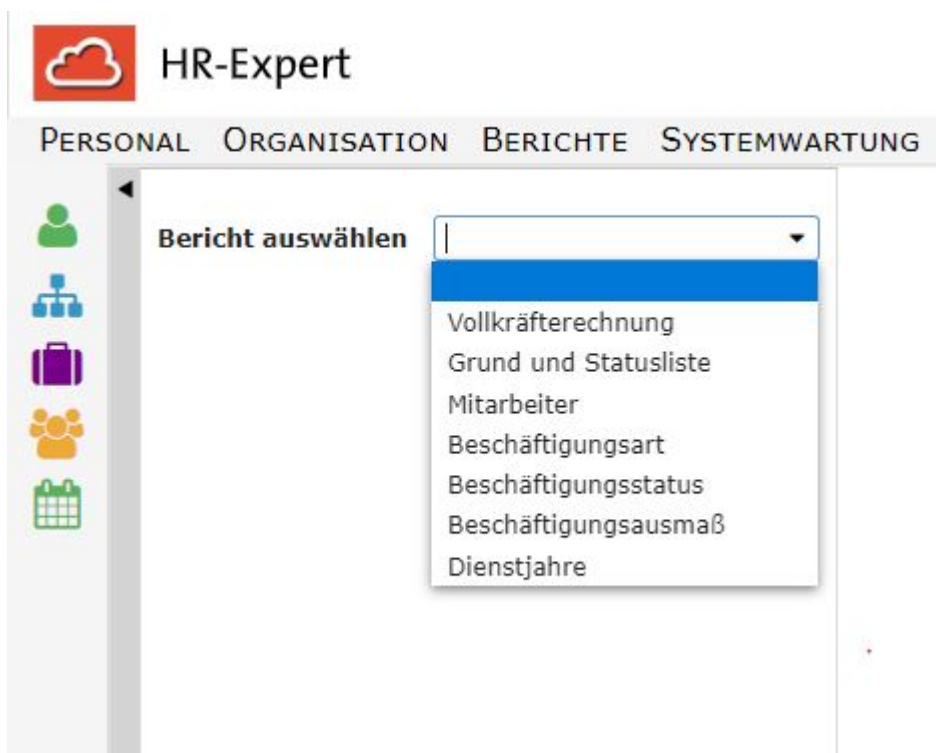 HR-Expert
PERSONAL ORGANISATION BERICHTE SYSTEMWARTUNG
Bericht auswählen
Vollkräfterechnung
Grund und Statusliste
Mitarbeiter
Beschäftigungsart
Beschäftigungsstatus
Beschäftigungsausmaß
Dienstjahre